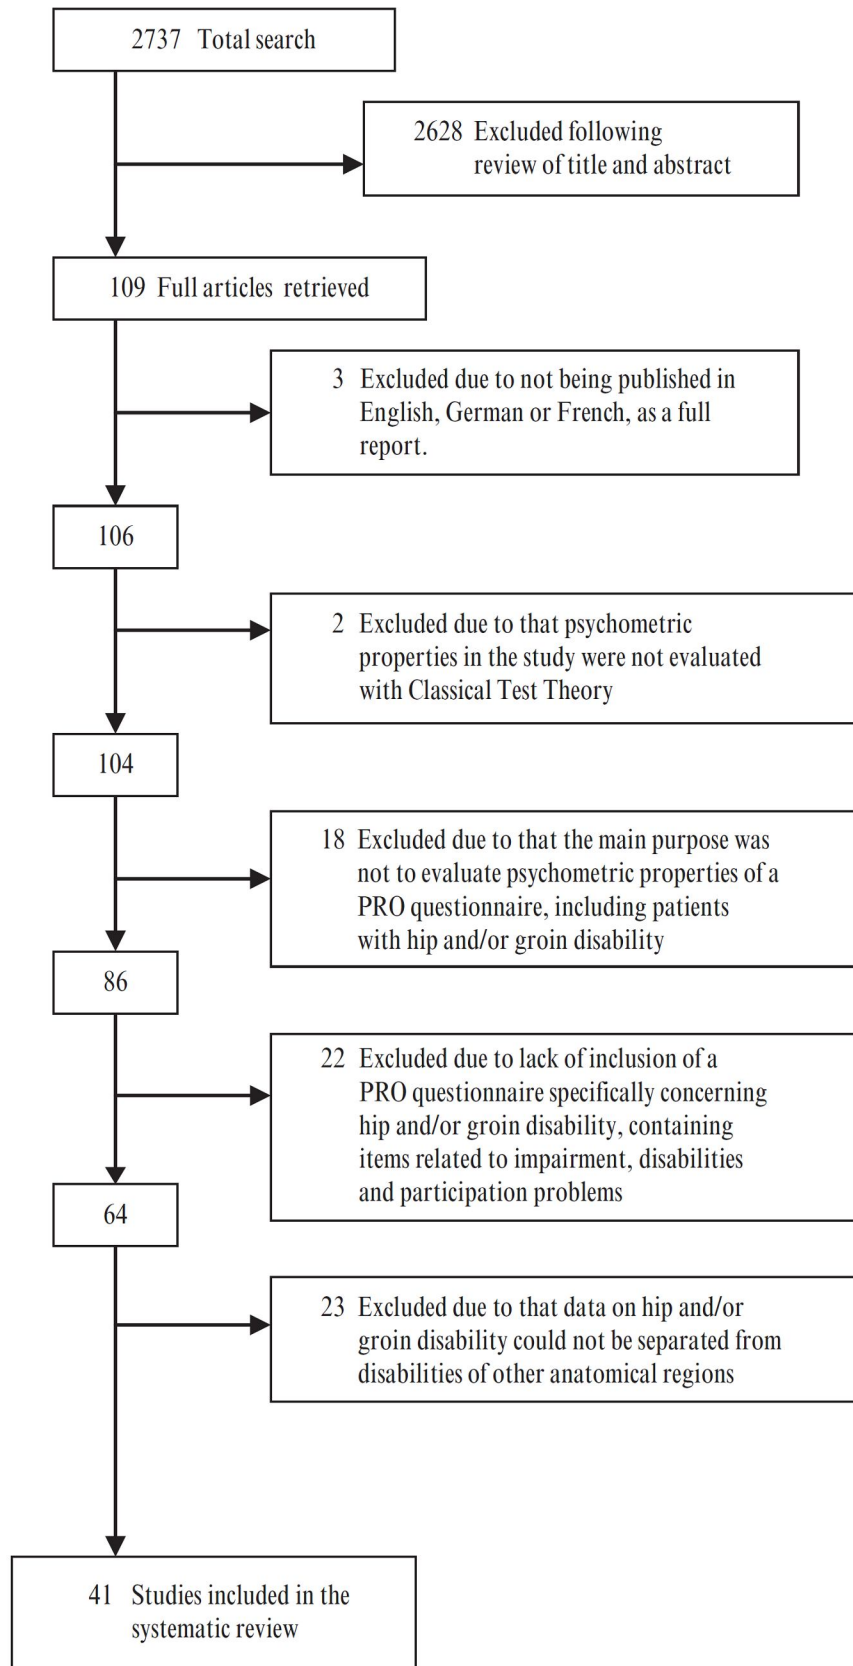 2737 Total search
2628 Excluded following
review of title and abstract
109 Full articles retrieved
3 Excluded due to not being published in
English, German or French, as a full
report.
106
2 Excluded due to that psychometric
properties in the study were not evaluated
with Classical Test Theory
104
18 Excluded due to that the main purpose was
not to evaluate psychometric properties of a
PRO questionnaire, including patients
with hip and/or groin disability
86
22 Excluded due to lack of inclusion of a
PRO questionnaire specifically concerning
hip and/or groin disability, containing
items related to impairment, disabilities
and participation problems
64
23 Excluded due to that data on hip and/or
groin disability could not be separated from
disabilities of other anatomical regions
41 Studies included in the
systematic review